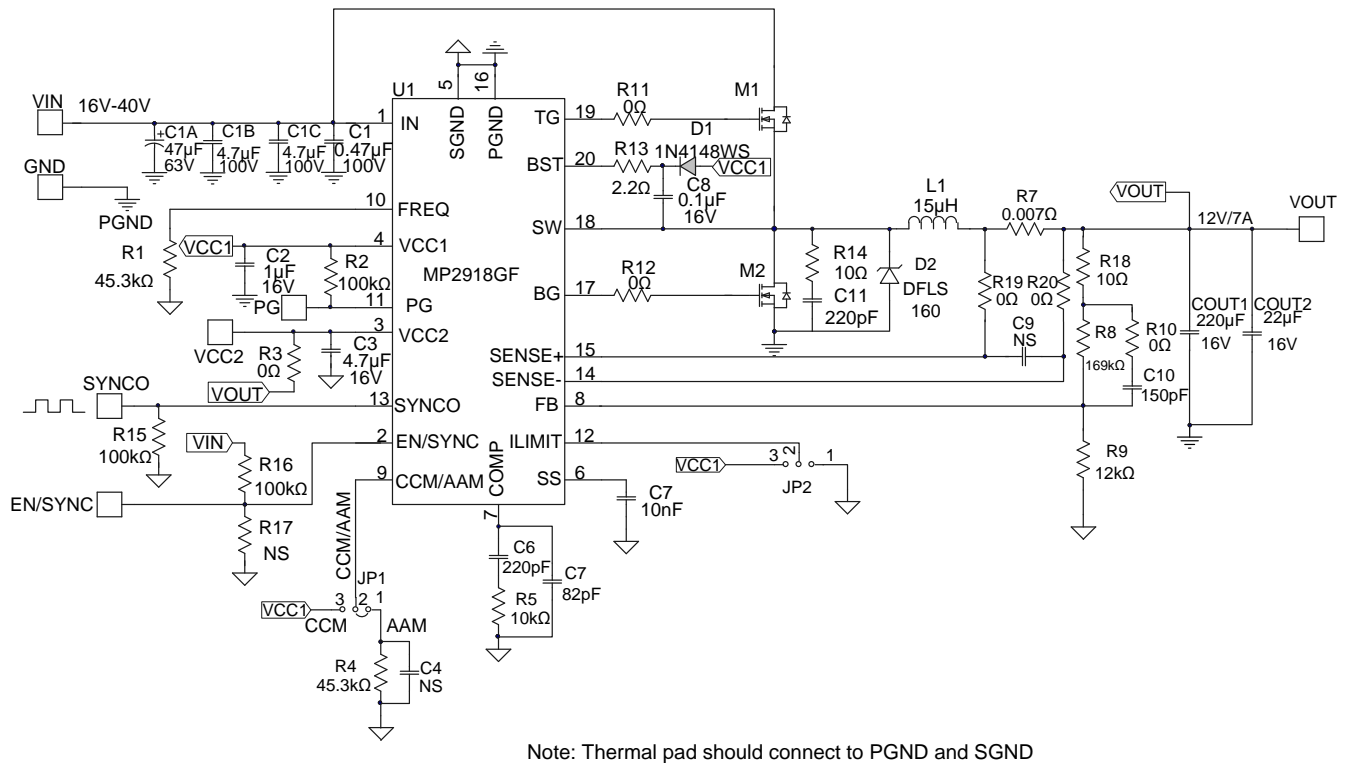 VIN
16V-40V
GND
PGND
C1A
47µF
63V
C1B
4.7µF
100V
C1C
4.7µF
100V
C1
0.47µF
100V
U1
MP2918GF
5
16
SGND
PGND
1
IN
10
FREQ
R1
45.3kΩ
4
VCC1
VCC1
C2
1µF
16V
R2
100kΩ
PG
11
PG
3
VCC2
VCC2
R3
0Ω
C3
4.7µF
16V
VOUT
SYNCO
13
SYNCO
R15
100kΩ
2
EN/SYNC
VIN
R16
100kΩ
EN/SYNC
R17
NS
9
CCM/AAM
CCM/AAM
JP1
VCC1
3
2
1
CCM
AAM
R4
45.3kΩ
C4
NS
COMP
7
C6
220pF
R5
10kΩ
C7
82pF
TG
19
R11
0Ω
M1
D1
1N4148WS
BST
20
R13
2.2Ω
VCC1
C8
0.1µF
16V
SW
18
BG
17
R12
0Ω
M2
R14
10Ω
C11
220pF
D2
DFLS
160
L1
15µH
R7
0.007Ω
R19
0Ω
R20
0Ω
C9
NS
SENSE+
15
SENSE-
14
FB
8
ILIMIT
12
VCC1
3
2
1
JP2
SS
6
C7
10nF
VOUT
12V/7A
VOUT
R18
10Ω
R8
169kΩ
R10
0Ω
C10
150pF
R9
12kΩ
COUT1
220µF
16V
COUT2
22µF
16V
Note: Thermal pad should connect to PGND and SGND